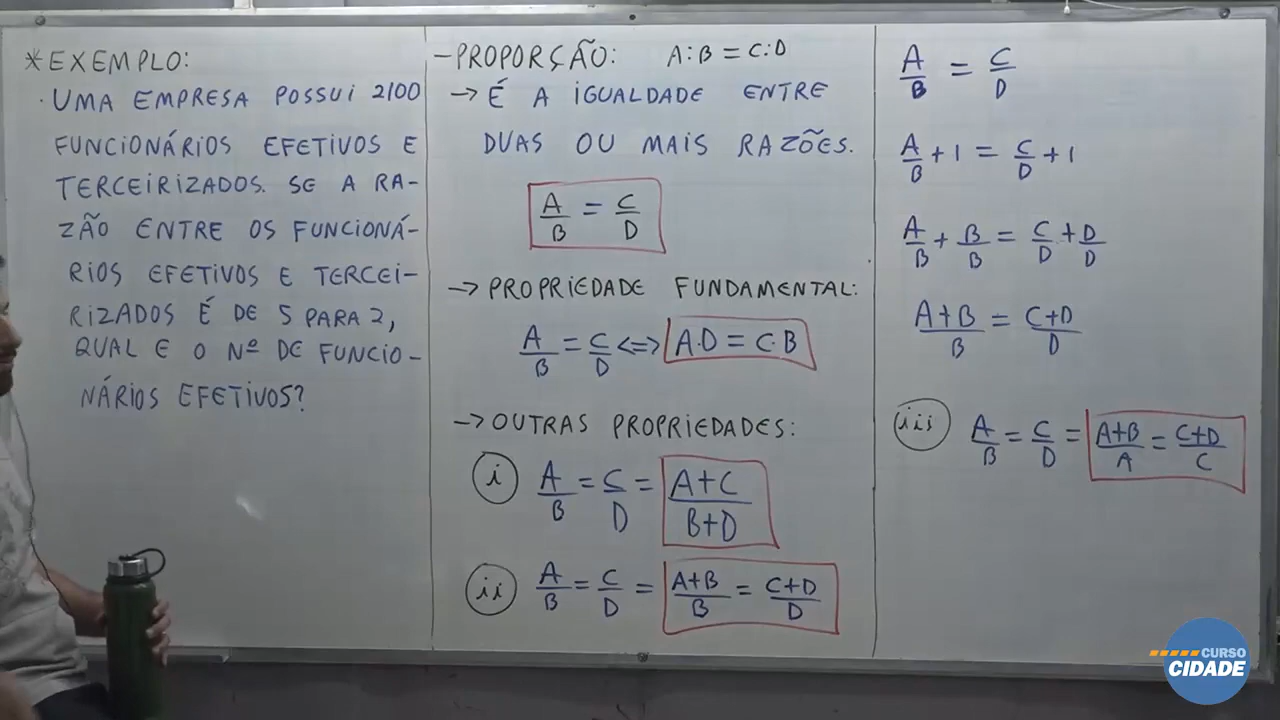 *EXEMPLO:
· UMA EMPRESA POSSUI 2100
FUNCIONÁRIOS EFETIVOS E
TERCEIRIZADOS. SE A RA-
ZÃO ENTRE OS FUNCIONÁ-
RIOS EFETIVOS E TERCEI-
RIZADOS É DE 5 PARA 2,
QUAL E O Nº DE FUNCIO-
NÁRIOS EFETIVOS?
- PROPORÇÃO: A:B = C:D
→ É A IGUALDADE ENTRE
DUAS OU MAIS RAZÕES.
A/B = C/D
→ PROPRIEDADE FUNDAMENTAL:
A/B = C/D <=> A·D = C·B
→ OUTRAS PROPRIEDADES:
i A/B = C/D = A+C/B+D
ii A/B = C/D = A+B/B = C+D/D
A/B = C/D
A/B + 1 = C/D + 1
A/B + B/B = C/D + D/D
A+B/B = C+D/D
iii A/B = C/D = A+B/A = C+D/C
CURSO
CIDADE